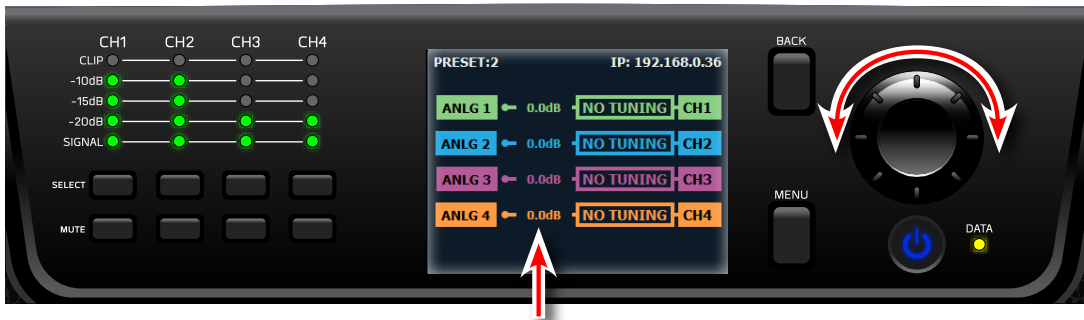 CH1 CH2 CH3 CH4
CLIP
-10dB
-15dB
-20dB
SIGNAL
SELECT
MUTE
PRESET:2 IP: 192.168.0.36
ANLG 1 0.0dB NO TUNING CH1
ANLG 2 0.0dB NO TUNING CH2
ANLG 3 0.0dB NO TUNING CH3
ANLG 4 0.0dB NO TUNING CH4
BACK
MENU
DATA